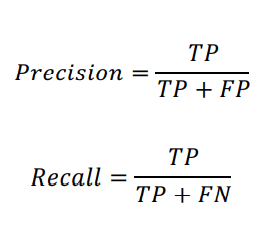 Precision = TP / TP + FP
Recall = TP / TP + FN